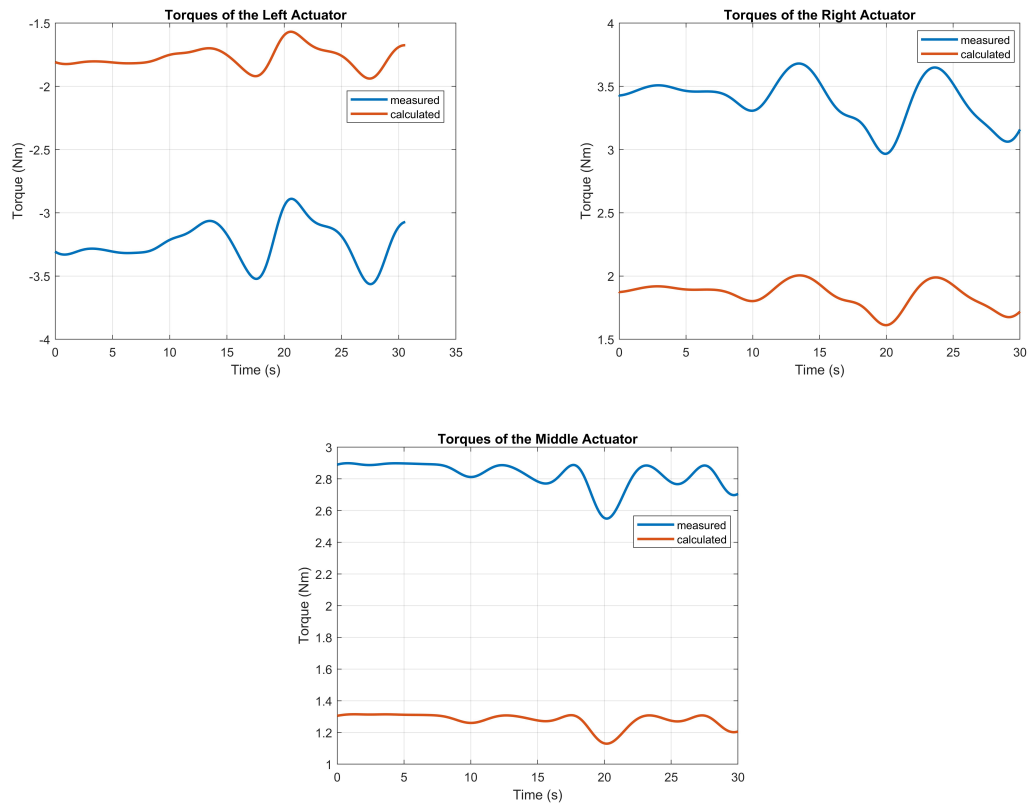 Torques of the Left Actuator
-1.5
-2
-2.5
-3
-3.5
-4
Torque (Nm)
measured
calculated
0 5 10 15 20 25 30 35
Time (s)
Torques of the Right Actuator
4
3.5
3
2.5
2
1.5
Torque (Nm)
measured
calculated
0 5 10 15 20 25 30
Time (s)
Torques of the Middle Actuator
3
2.8
2.6
2.4
2.2
2
1.8
1.6
1.4
1.2
1
Torque (Nm)
measured
calculated
0 5 10 15 20 25 30
Time (s)